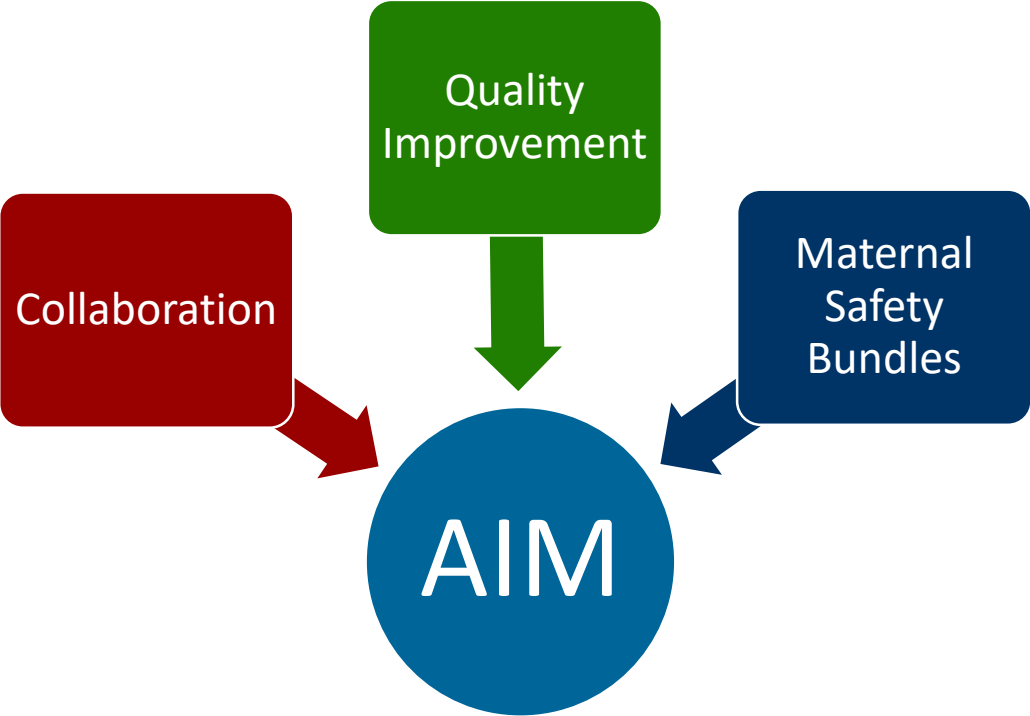 Quality
Improvement
Collaboration
Maternal
Safety
Bundles
AIM